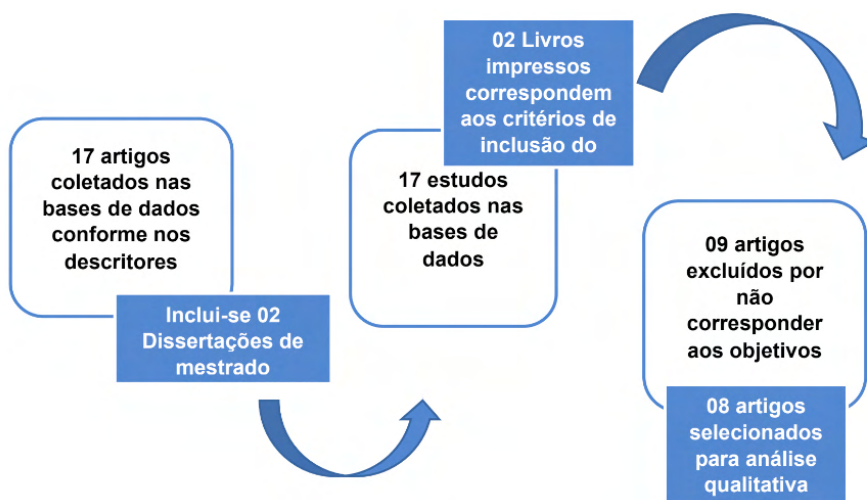 17 artigos
coletados nas
bases de dados
conforme nos
descritores
Inclui-se 02
Dissertações de
mestrado
02 Livros
impressos
correspondem
aos critérios de
inclusão do
17 estudos
coletados nas
bases de
dados
09 artigos
excluídos por
não
corresponder
aos objetivos
08 artigos
selecionados
para análise
qualitativa